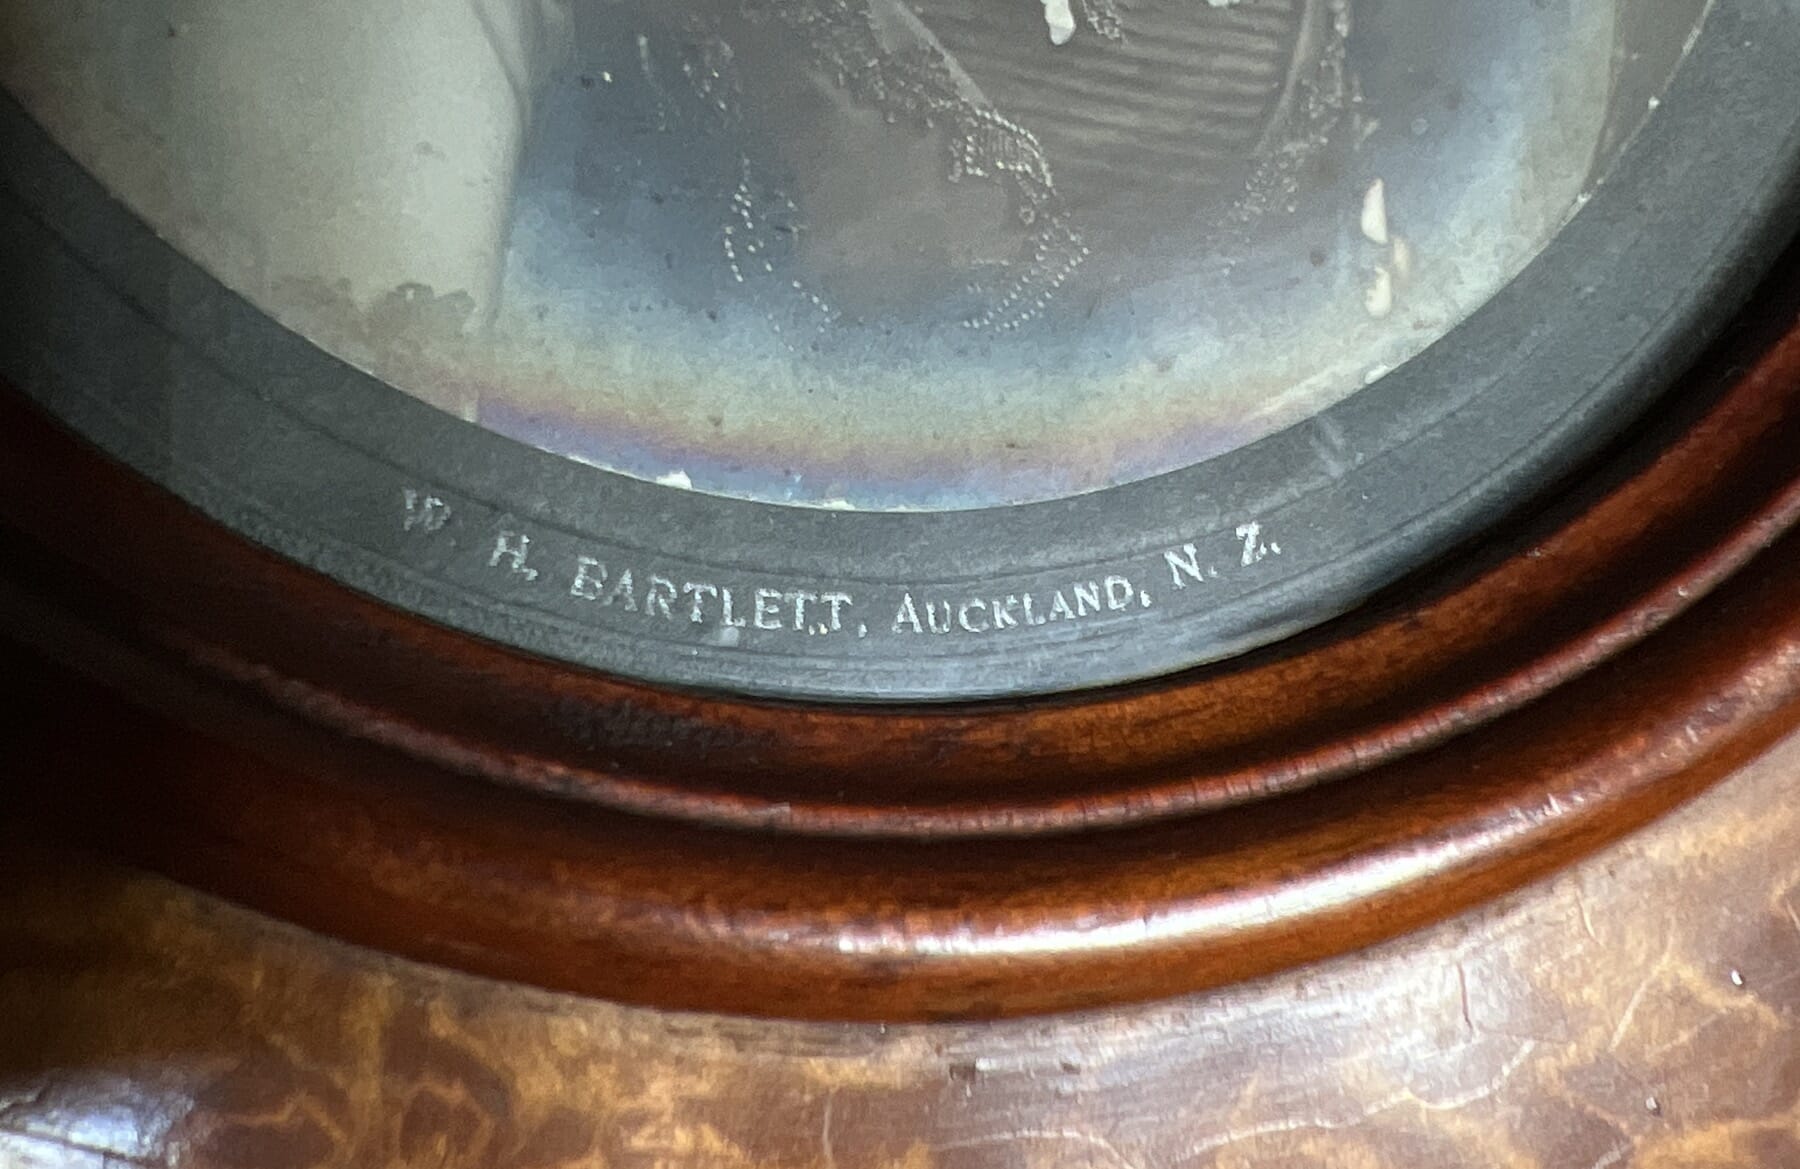 W. H. BARTLETT, AUCKLAND, N. Z.